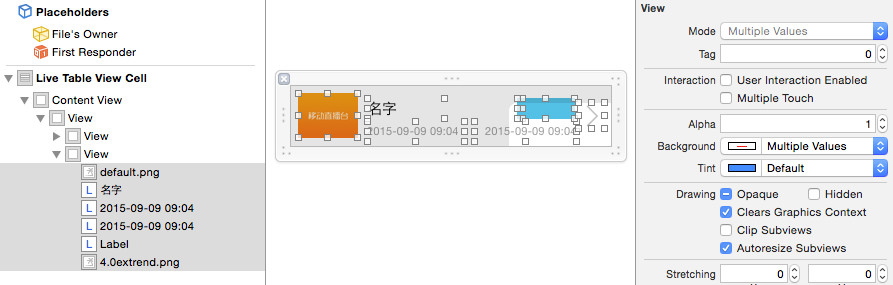 Placeholders
File's Owner
First Responder
Live Table View Cell
Content View
View
View
View
default.png
名字
2015-09-09 09:04
2015-09-09 09:04
Label
4.0extrend.png
移动直播台
名字
2015-09-09 09:04
2015-09-09 09:04
View
Mode Multiple Values
Tag 0
Interaction User Interaction Enabled
Multiple Touch
Alpha 1
Background Multiple Values
Tint Default
Drawing Opaque Hidden
Clears Graphics Context
Clip Subviews
Autoresize Subviews
Stretching 0 0